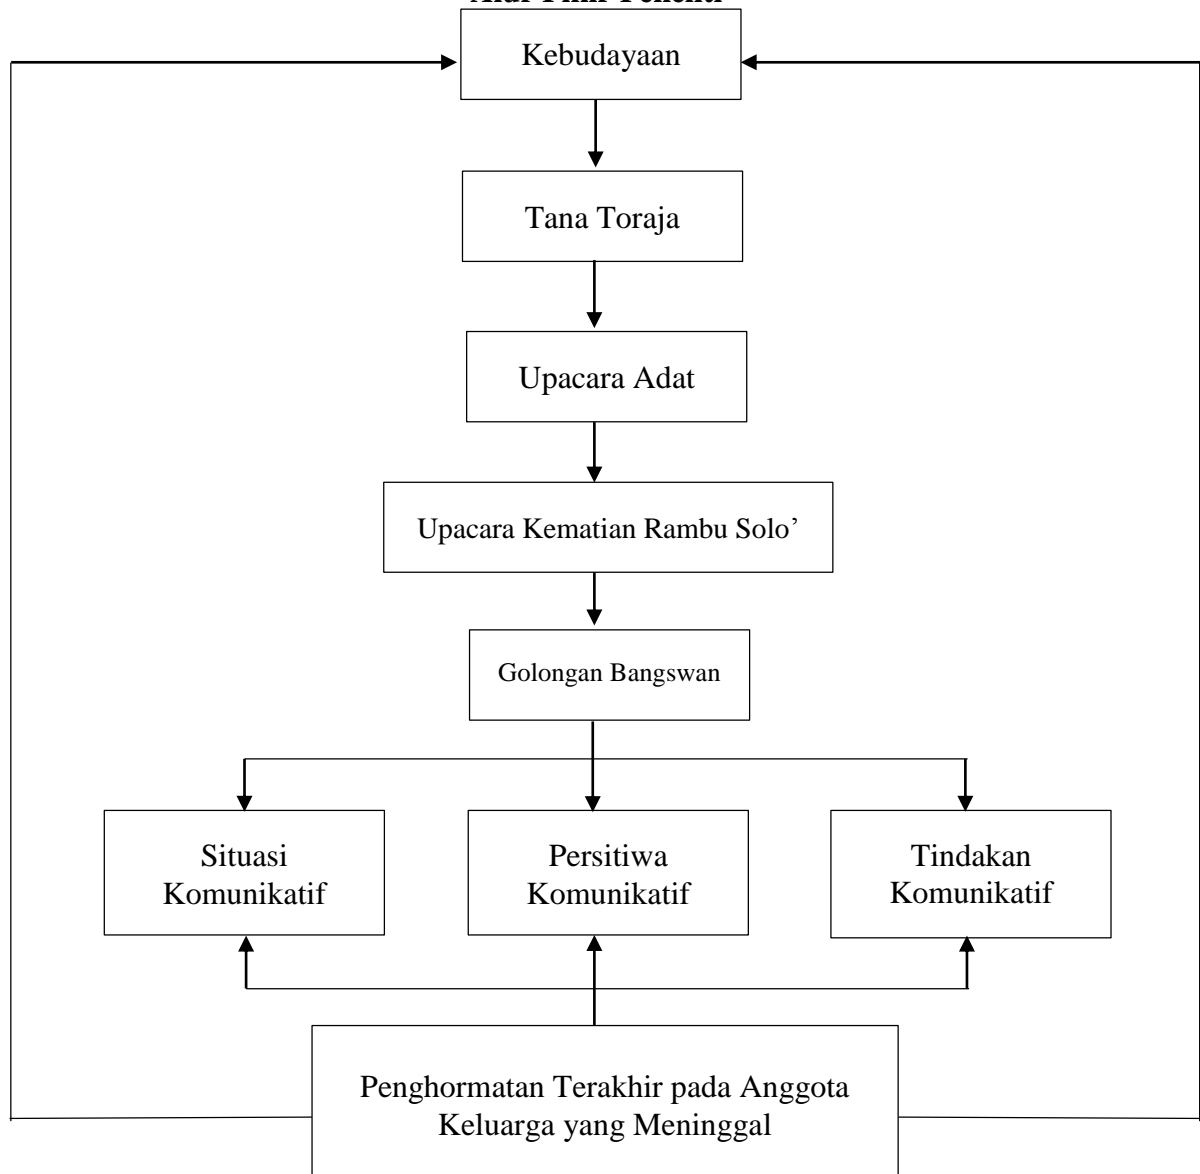 Alur Pikir Peneliti
Kebudayaan
Tana Toraja
Upacara Adat
Upacara Kematian Rambu Solo’
Golongan Bangswan
Situasi
Komunikatif
Persitiwa
Komunikatif
Tindakan
Komunikatif
Penghormatan Terakhir pada Anggota
Keluarga yang Meninggal